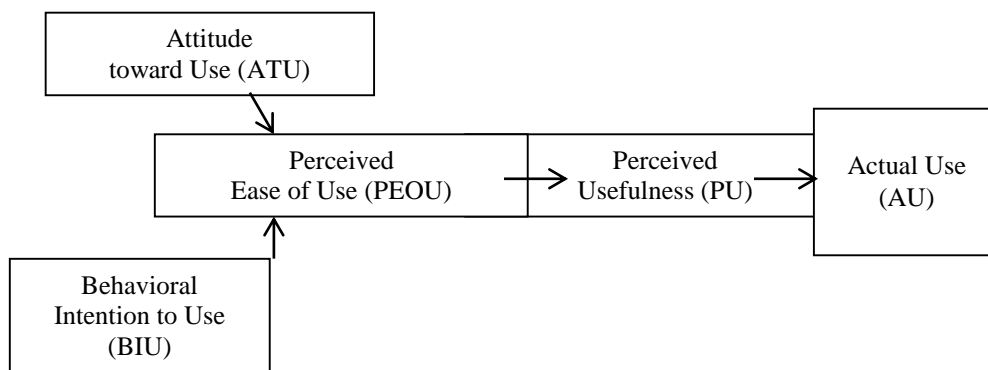 Attitude
toward Use (ATU)
Perceived
Ease of Use (PEOU)
Perceived
Usefulness (PU)
Actual Use
(AU)
Behavioral
Intention to Use
(BIU)